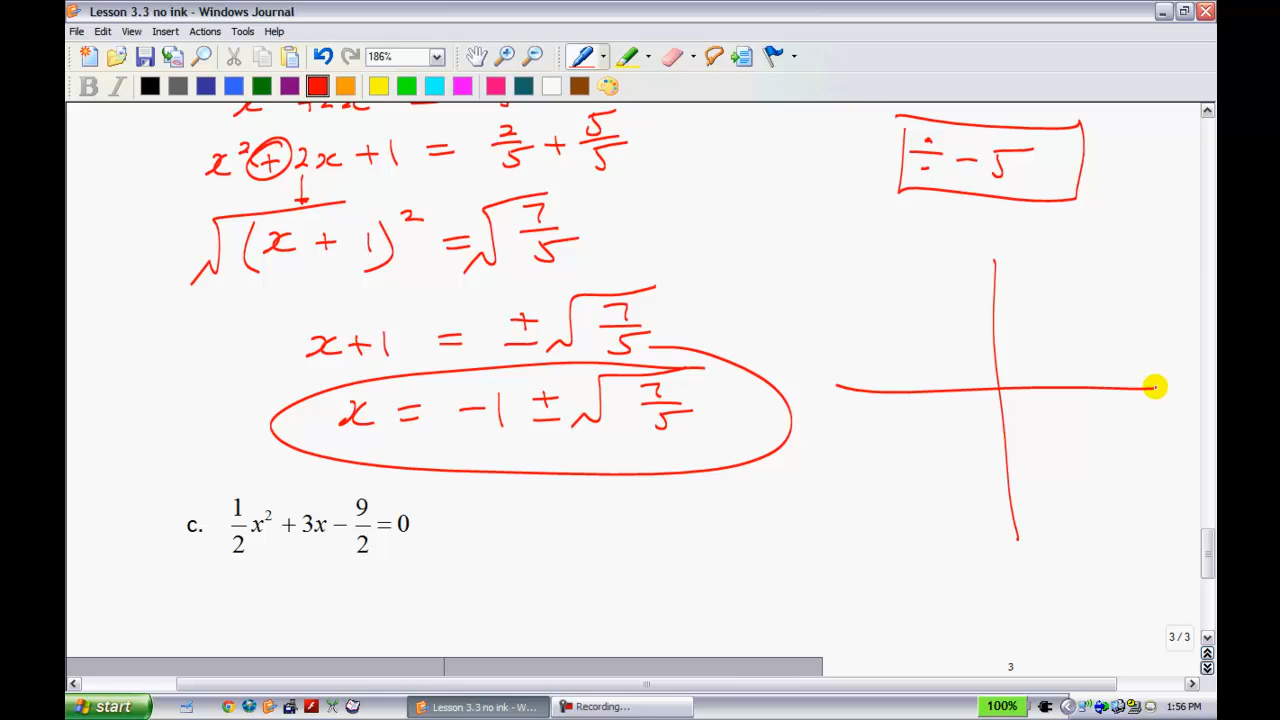 Lesson 3.3 no ink - Windows Journal
File Edit View Insert Actions Tools Help
186%
B I
x² + 2x + 1 = 2/5 + 5/5
÷ - 5
√(x + 1)² = √7/5
x+1 = ± √7/5
x = -1 ± √7/5
c. 1/2 x² + 3x - 9/2 = 0
3 / 3
3
start Lesson 3.3 no ink - W... Recording... 100% 1:56 PM